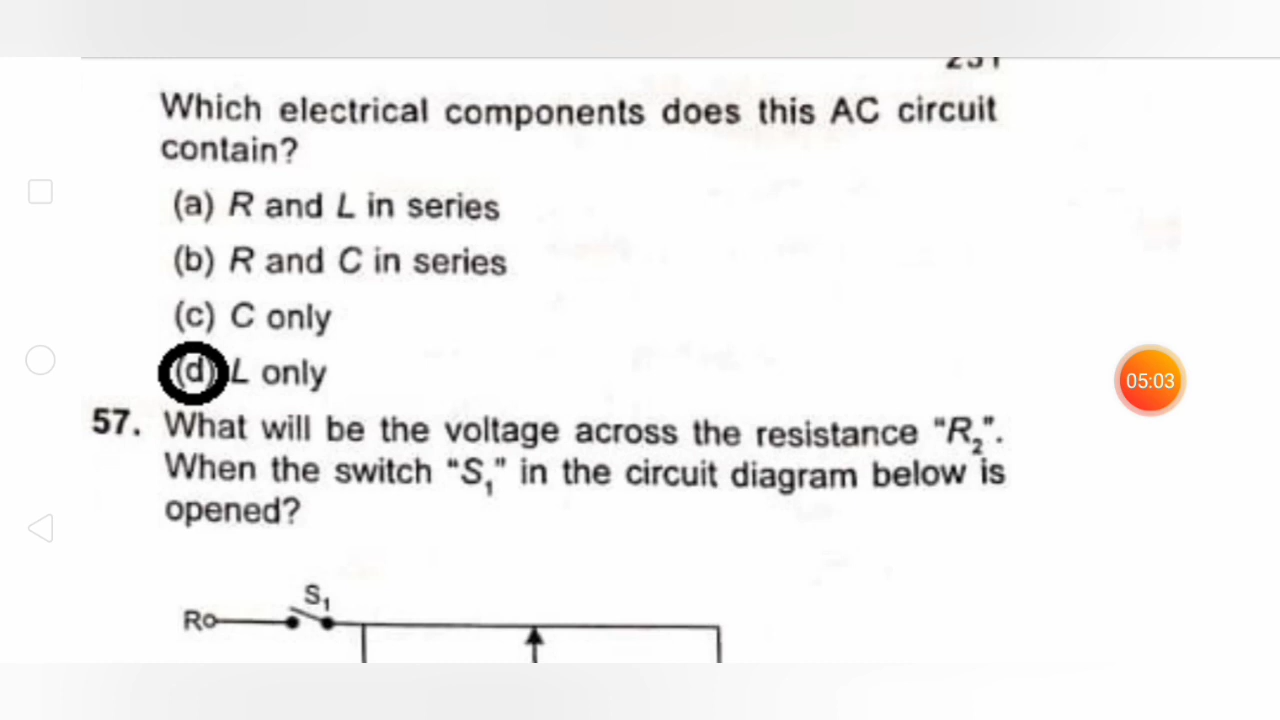 Which electrical components does this AC circuit
contain?
(a) R and L in series
(b) R and C in series
(c) C only
(d) L only
57. What will be the voltage across the resistance “R₂”.
When the switch “S₁” in the circuit diagram below is
opened?
S₁
R
05:03